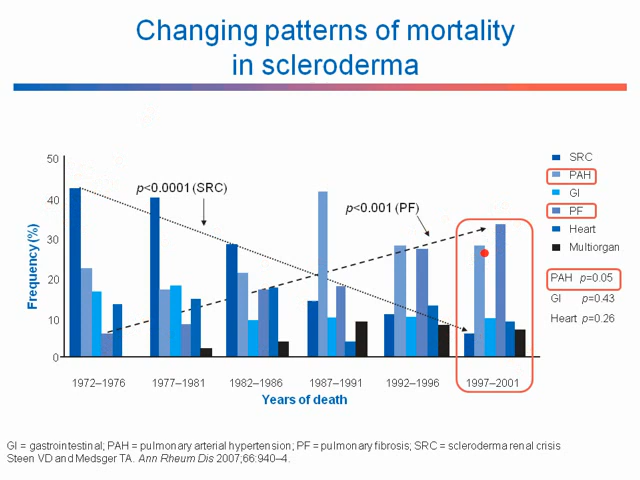 Changing patterns of mortality
in scleroderma
50
40
30
20
10
0
Frequency (%)
p<0.0001 (SRC)
p<0.001 (PF)
SRC
PAH
GI
PF
Heart
Multiorgan
PAH p=0.05
GI p=0.43
Heart p=0.26
1972–1976 1977–1981 1982–1986 1987–1991 1992–1996 1997–2001
Years of death
GI = gastrointestinal; PAH = pulmonary arterial hypertension; PF = pulmonary fibrosis; SRC = scleroderma renal crisis
Steen VD and Medsger TA. Ann Rheum Dis 2007;66:940–4.